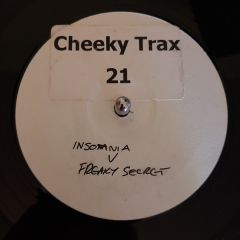 Cheeky Trax
21
INSOMNIA
V
FREAKY SECRET